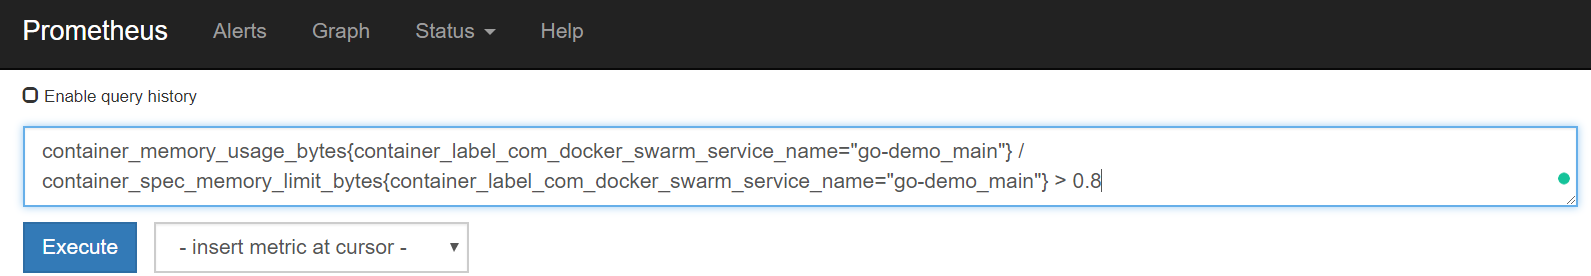 Prometheus Alerts Graph Status Help
Enable query history
container_memory_usage_bytes{container_label_com_docker_swarm_service_name="go-demo_main"} /
container_spec_memory_limit_bytes{container_label_com_docker_swarm_service_name="go-demo_main"} > 0.8
Execute - insert metric at cursor -